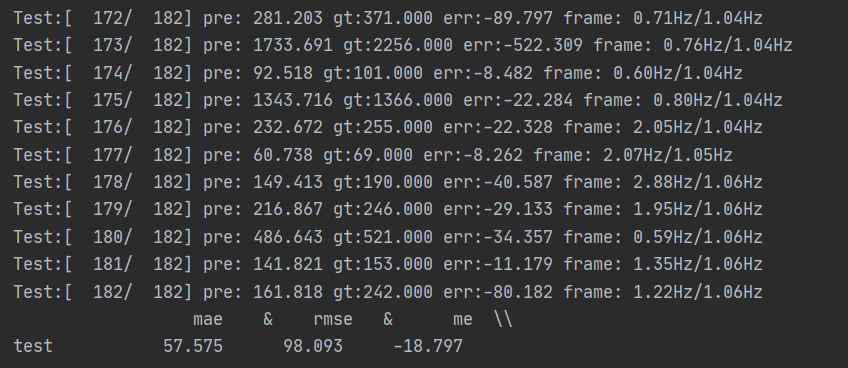 Test:[  172/  182] pre: 281.203 gt:371.000 err:-89.797 frame: 0.71Hz/1.04Hz
Test:[  173/  182] pre: 1733.691 gt:2256.000 err:-522.309 frame: 0.76Hz/1.04Hz
Test:[  174/  182] pre: 92.518 gt:101.000 err:-8.482 frame: 0.60Hz/1.04Hz
Test:[  175/  182] pre: 1343.716 gt:1366.000 err:-22.284 frame: 0.80Hz/1.04Hz
Test:[  176/  182] pre: 232.672 gt:255.000 err:-22.328 frame: 2.05Hz/1.04Hz
Test:[  177/  182] pre: 60.738 gt:69.000 err:-8.262 frame: 2.07Hz/1.05Hz
Test:[  178/  182] pre: 149.413 gt:190.000 err:-40.587 frame: 2.88Hz/1.06Hz
Test:[  179/  182] pre: 216.867 gt:246.000 err:-29.133 frame: 1.95Hz/1.06Hz
Test:[  180/  182] pre: 486.643 gt:521.000 err:-34.357 frame: 0.59Hz/1.06Hz
Test:[  181/  182] pre: 141.821 gt:153.000 err:-11.179 frame: 1.35Hz/1.06Hz
Test:[  182/  182] pre: 161.818 gt:242.000 err:-80.182 frame: 1.22Hz/1.06Hz
mae    &    rmse   &      me  \\
test           57.575      98.093     -18.797